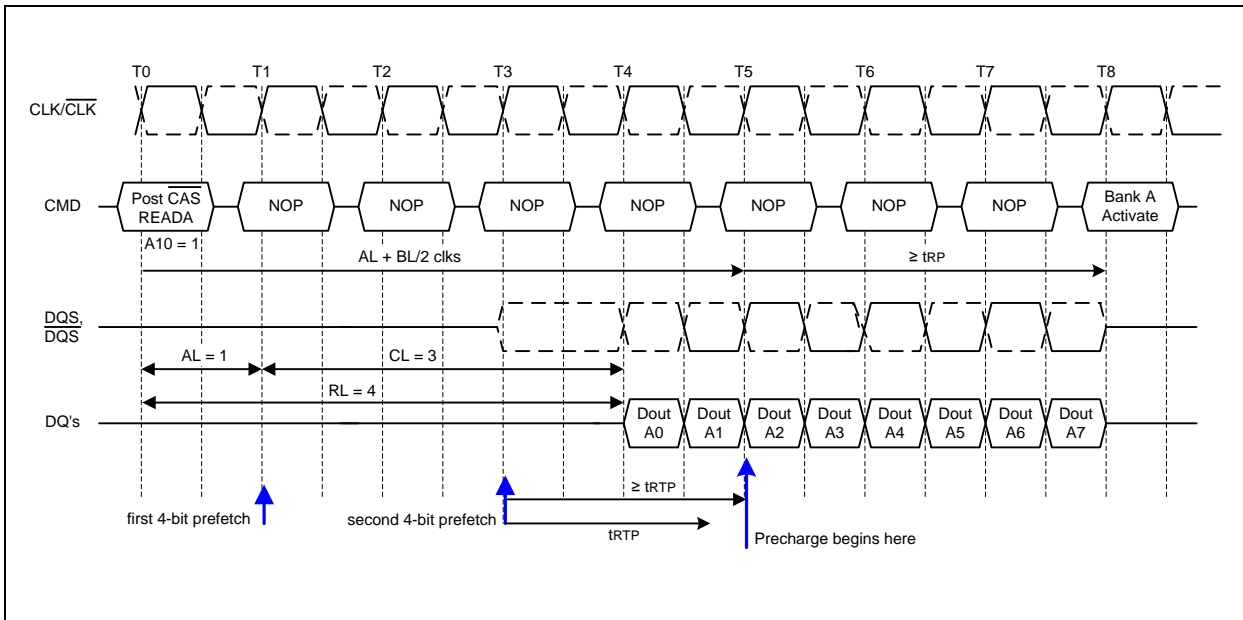 T0 T1 T2 T3 T4 T5 T6 T7 T8
CLK/CLK
CMD
Post CAS
READA
NOP NOP NOP NOP NOP NOP NOP
Bank A
Activate
A10 = 1
AL + BL/2 clks
≥ tRP
DQS,
DQS
AL = 1
CL = 3
RL = 4
DQ's
Dout
A0
Dout
A1
Dout
A2
Dout
A3
Dout
A4
Dout
A5
Dout
A6
Dout
A7
≥ tRTP
first 4-bit prefetch
second 4-bit prefetch
tRTP
Precharge begins here